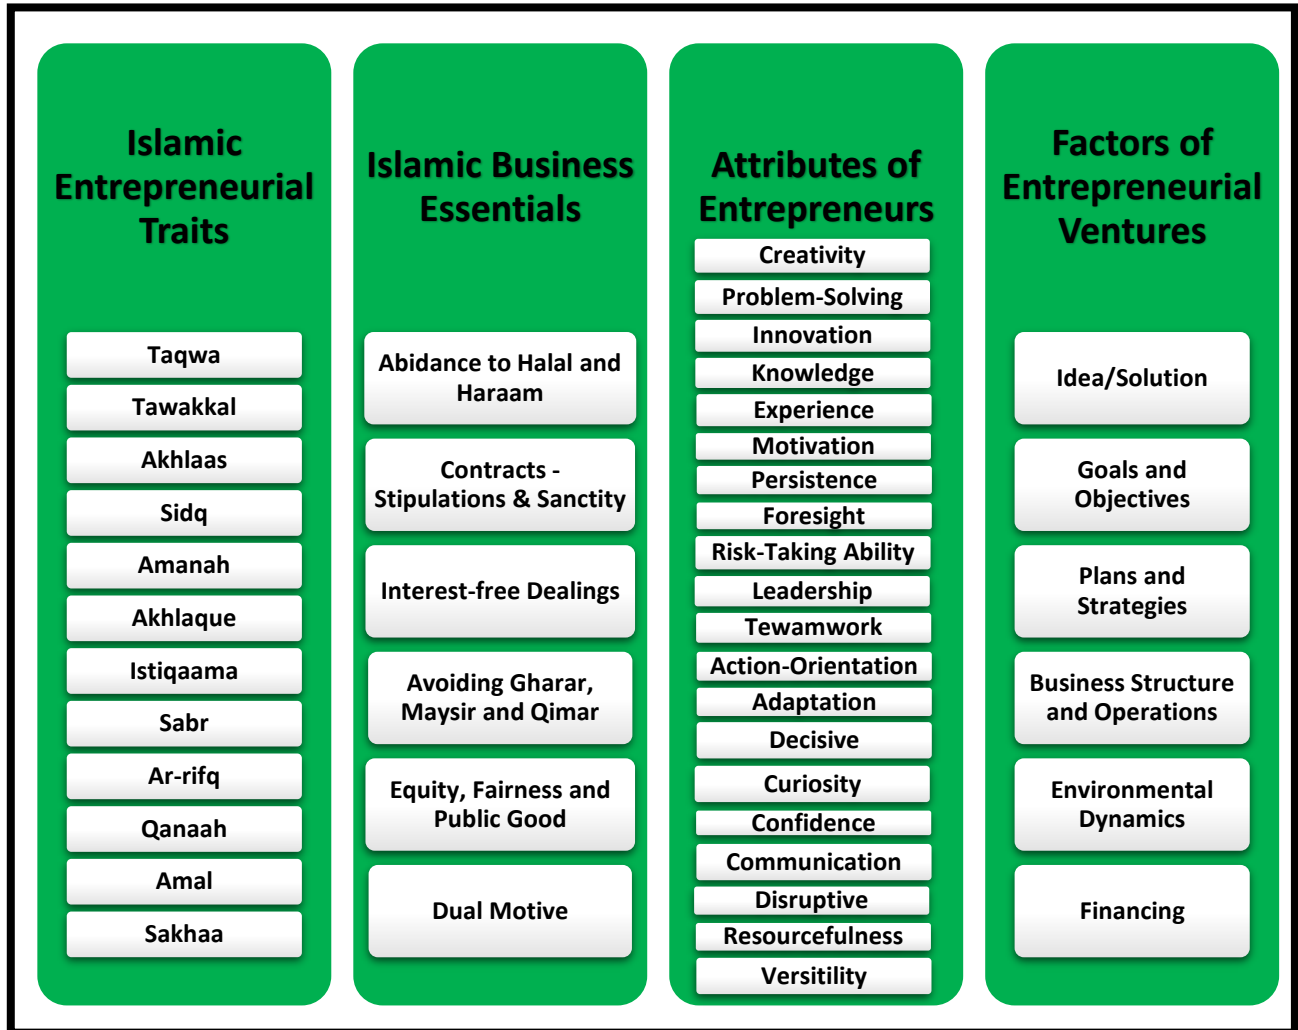 Islamic
Entrepreneurial
Traits
Taqwa
Tawakkal
Akhlaas
Sidq
Amanah
Akhlaque
Istiqaama
Sabr
Ar-rifq
Qanaah
Amal
Sakhaa
Islamic Business
Essentials
Abidance to Halal and
Haraam
Contracts -
Stipulations & Sanctity
Interest-free Dealings
Avoiding Gharar,
Maysir and Qimar
Equity, Fairness and
Public Good
Dual Motive
Attributes of
Entrepreneurs
Creativity
Problem-Solving
Innovation
Knowledge
Experience
Motivation
Persistence
Foresight
Risk-Taking Ability
Leadership
Tewamwork
Action-Orientation
Adaptation
Decisive
Curiosity
Confidence
Communication
Disruptive
Resourcefulness
Versitility
Factors of
Entrepreneurial
Ventures
Idea/Solution
Goals and
Objectives
Plans and
Strategies
Business Structure
and Operations
Environmental
Dynamics
Financing